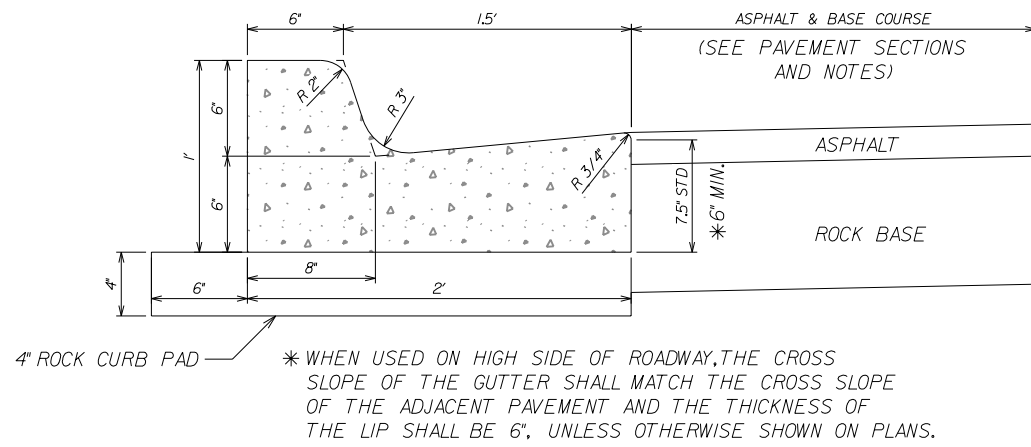 6" 1.5' ASPHALT & BASE COURSE
(SEE PAVEMENT SECTIONS
AND NOTES)
R 2"
R 3"
6"
1'
6"
ASPHALT
R 3/4"
7.5" STD
*6" MIN.
ROCK BASE
8"
4"
6" 2'
4" ROCK CURB PAD
* WHEN USED ON HIGH SIDE OF ROADWAY, THE CROSS
SLOPE OF THE GUTTER SHALL MATCH THE CROSS SLOPE
OF THE ADJACENT PAVEMENT AND THE THICKNESS OF
THE LIP SHALL BE 6", UNLESS OTHERWISE SHOWN ON PLANS.